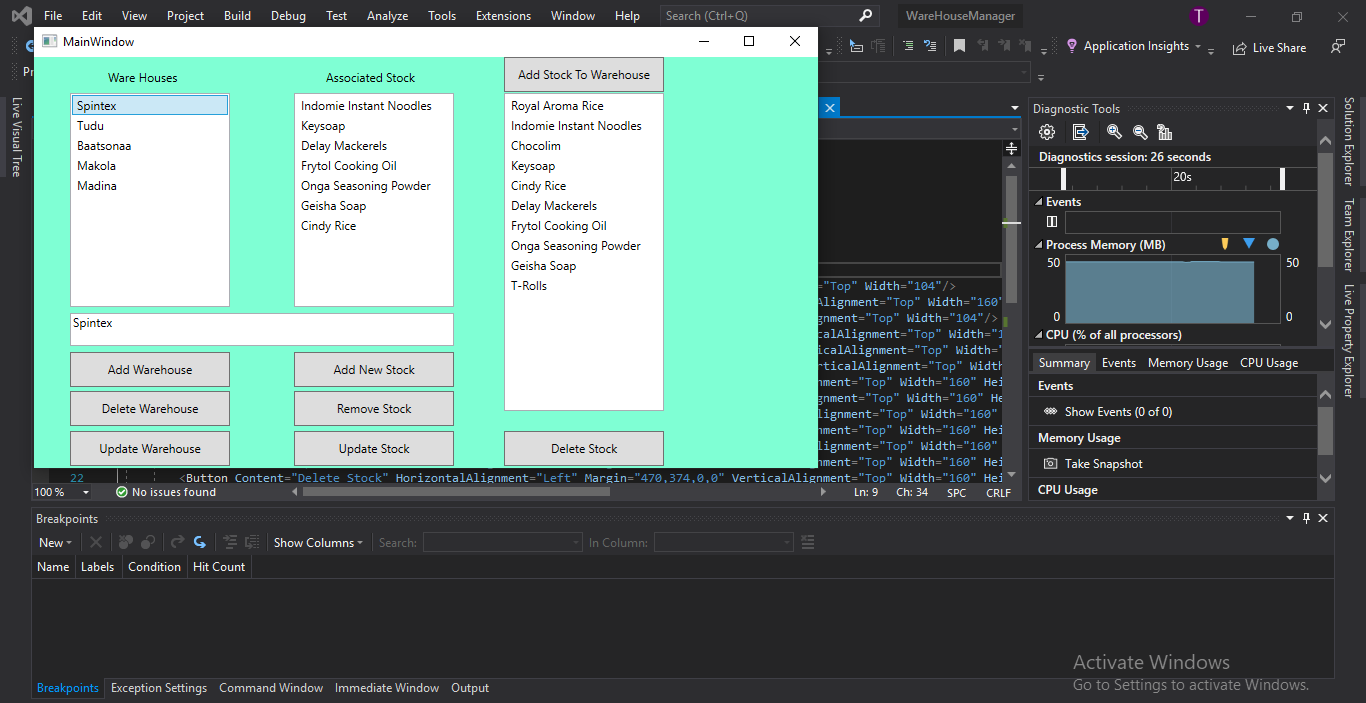 File Edit View Project Build Debug Test Analyze Tools Extensions Window Help Search (Ctrl+Q) WareHouseManager T
MainWindow
Application Insights Live Share
Pr
Live Visual Tree
Ware Houses
Spintex
Tudu
Baatsonaa
Makola
Madina
Associated Stock
Indomie Instant Noodles
Keysoap
Delay Mackerels
Frytol Cooking Oil
Onga Seasoning Powder
Geisha Soap
Cindy Rice
Add Stock To Warehouse
Royal Aroma Rice
Indomie Instant Noodles
Chocolim
Keysoap
Cindy Rice
Delay Mackerels
Frytol Cooking Oil
Onga Seasoning Powder
Geisha Soap
T-Rolls
Spintex
Add Warehouse Add New Stock
Delete Warehouse Remove Stock
Update Warehouse Update Stock Delete Stock
="Top" Width="104"/>
lAlignment="Top" Width="160"
gnment="Top" Width="104"/>
calAlignment="Top" Width="1
icalAlignment="Top" Width=
rticalAlignment="Top" Width
lignment="Top" Width="160" Hei
Alignment="Top" Width="160" He
ignment="Top" Width="160"
ignment="Top" Width="160" Hei
lignment="Top" Width="160"
gnment="Top" Width="160" Hei
22 <Button Content="Delete Stock" HorizontalAlignment="Left" Margin="470,374,0,0" VerticalAlignment="Top" Width="160" Hei
100 % No issues found Ln: 9 Ch: 34 SPC CRLF
Diagnostic Tools
Diagnostics session: 26 seconds
20s
Events
Process Memory (MB)
50 50
0 0
CPU (% of all processors)
Summary Events Memory Usage CPU Usage
Events
Show Events (0 of 0)
Memory Usage
Take Snapshot
CPU Usage
Solution Explorer
Team Explorer
Live Property Explorer
Breakpoints
New Show Columns Search: In Column:
Name Labels Condition Hit Count
Breakpoints Exception Settings Command Window Immediate Window Output
Activate Windows
Go to Settings to activate Windows.